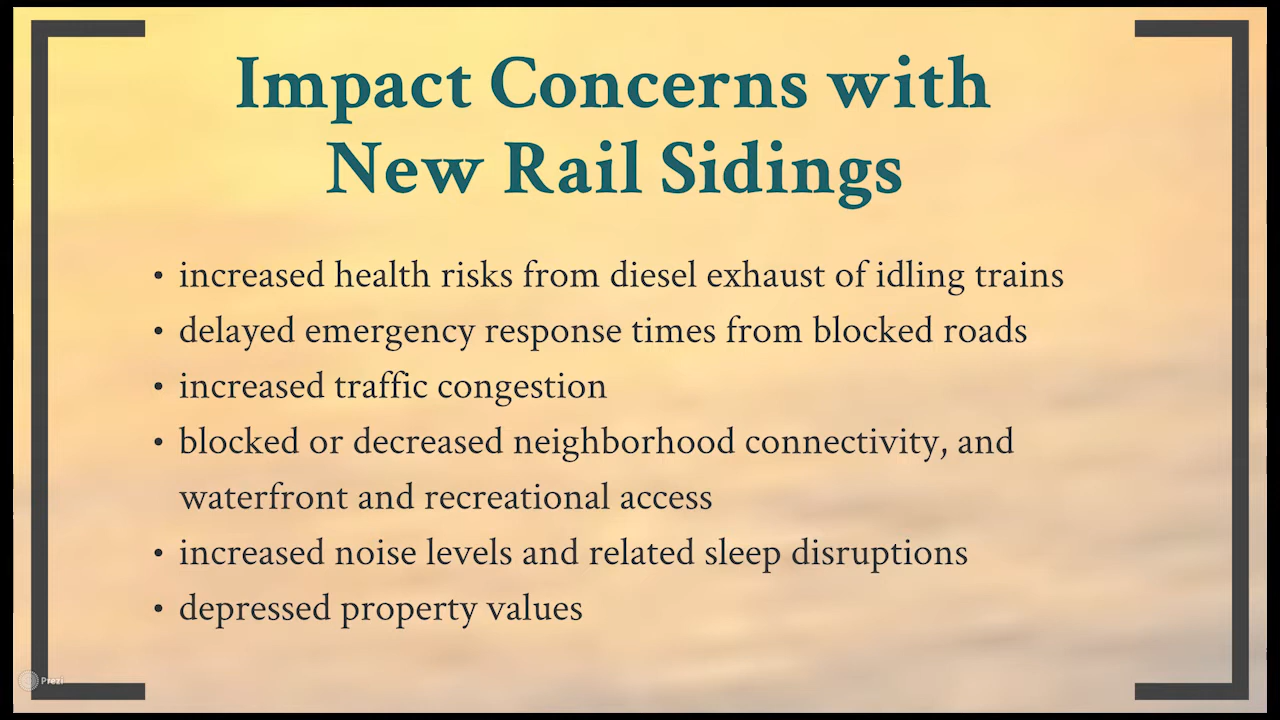 Impact Concerns with
New Rail Sidings
• increased health risks from diesel exhaust of idling trains
• delayed emergency response times from blocked roads
• increased traffic congestion
• blocked or decreased neighborhood connectivity, and
waterfront and recreational access
• increased noise levels and related sleep disruptions
• depressed property values
Prezi